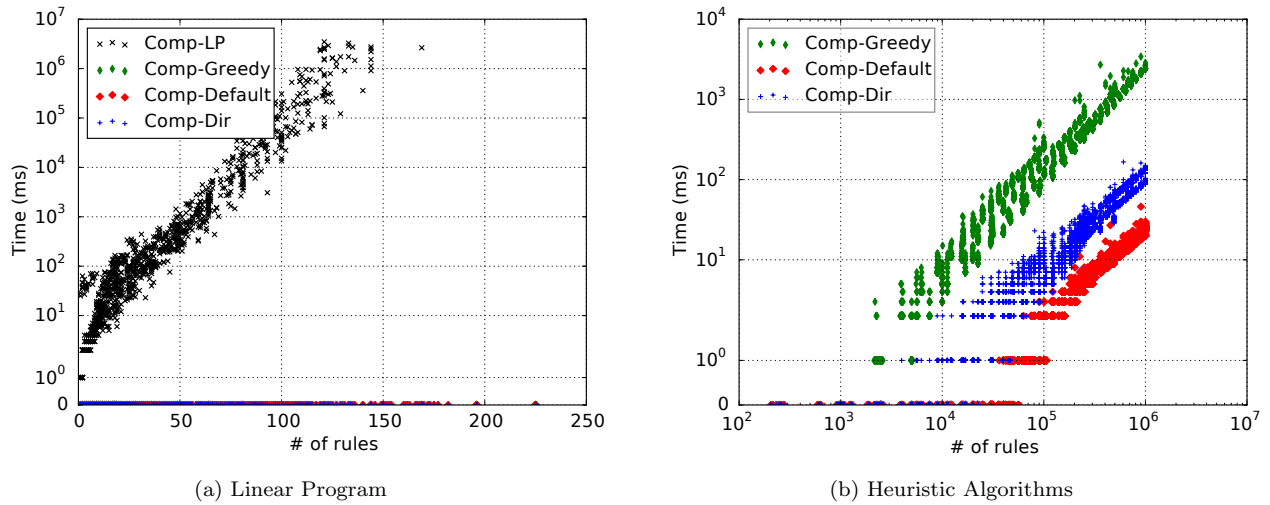 Comp-LP
Comp-Greedy
Comp-Default
Comp-Dir
Time (ms)
10^6
10^5
10^4
10^3
10^2
10^1
10^0
0
0 50 100 150 200 250
# of rules
(a) Linear Program
Comp-Greedy
Comp-Default
Comp-Dir
Time (ms)
10^4
10^3
10^2
10^1
10^0
0
10^2 10^3 10^4 10^5 10^6 10^7
# of rules
(b) Heuristic Algorithms